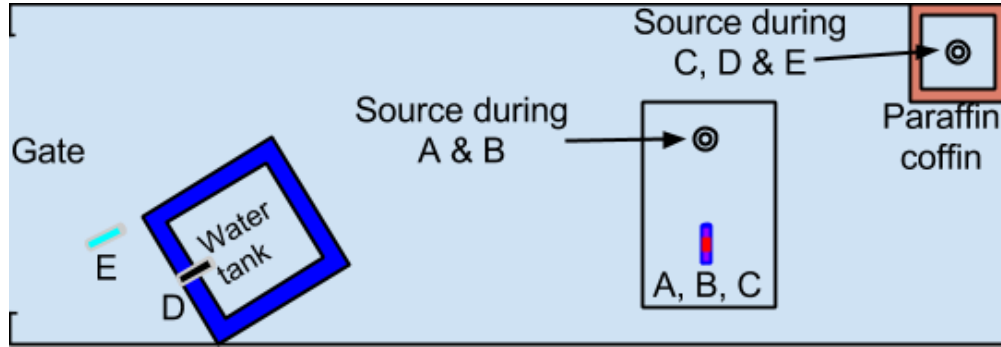 Source during
C, D & E
Paraffin
coffin
Source during
A & B
Gate
Water
tank
E
D
A, B, C